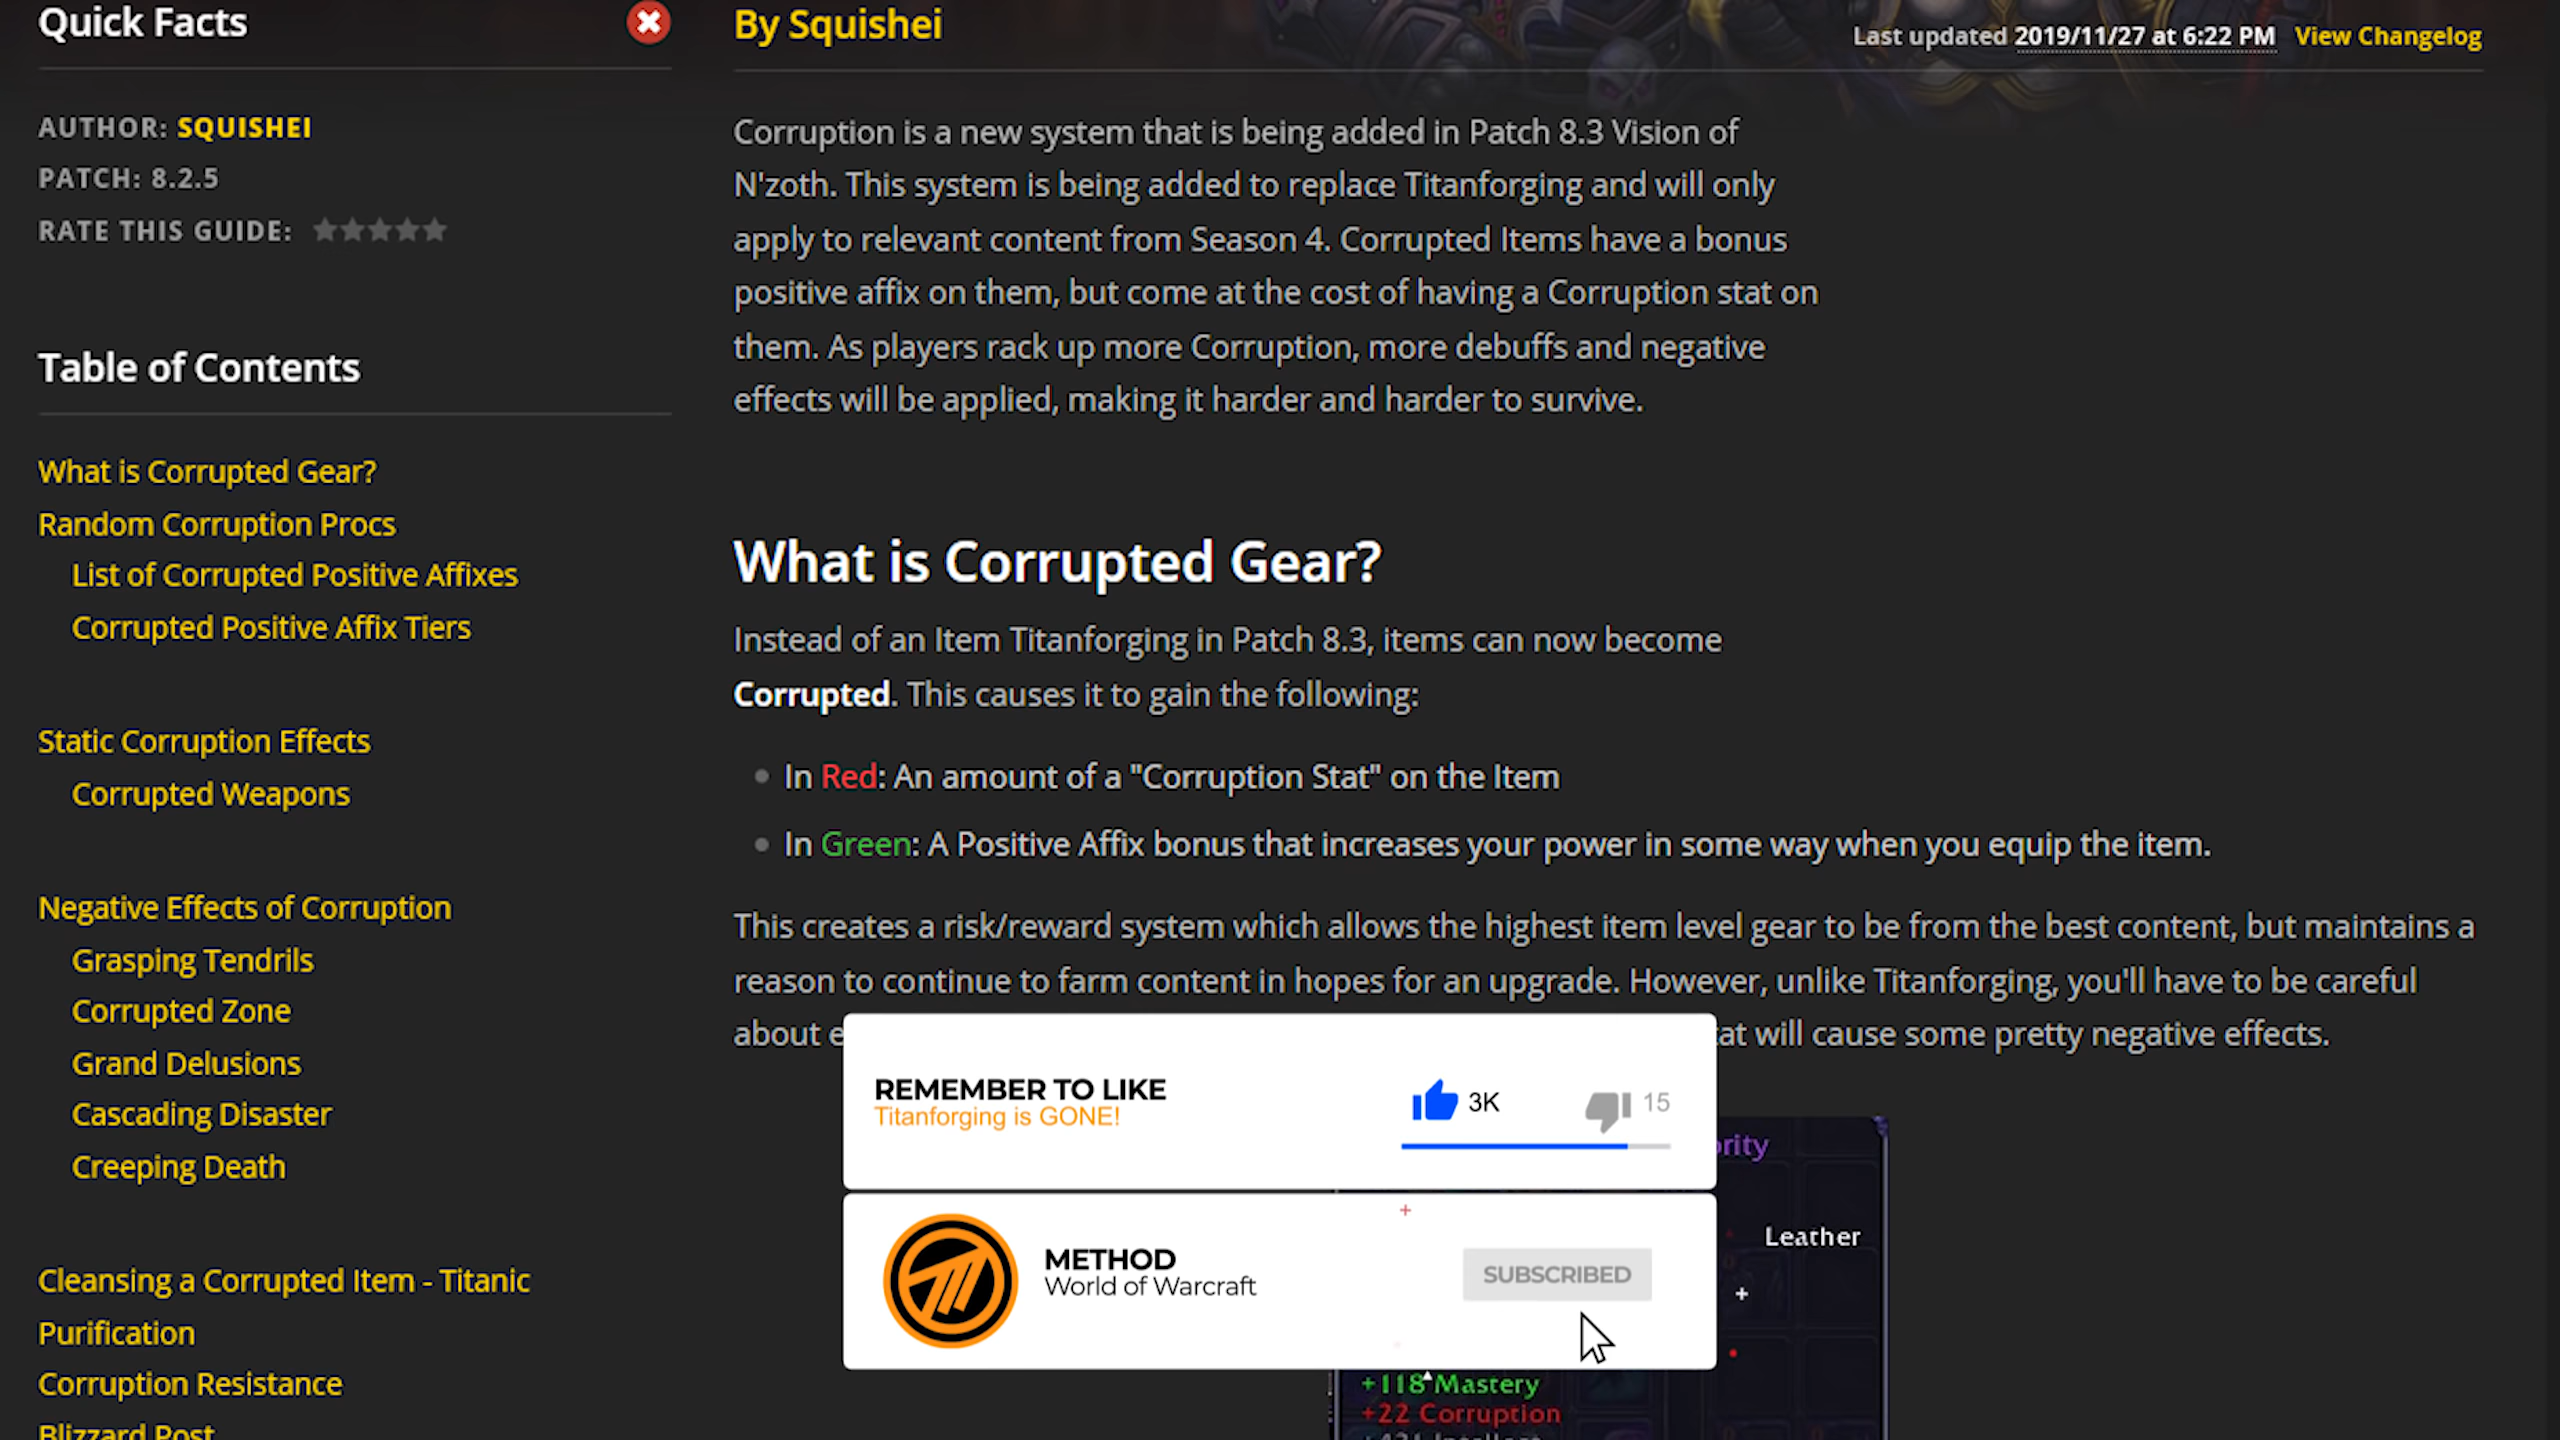 Quick Facts
AUTHOR: SQUISHEI
PATCH: 8.2.5
RATE THIS GUIDE:
Table of Contents
What is Corrupted Gear?
Random Corruption Procs
List of Corrupted Positive Affixes
Corrupted Positive Affix Tiers
Static Corruption Effects
Corrupted Weapons
Negative Effects of Corruption
Grasping Tendrils
Corrupted Zone
Grand Delusions
Cascading Disaster
Creeping Death
Cleansing a Corrupted Item - Titanic
Purification
Corruption Resistance
Blizzard Post
By Squishei
Last updated 2019/11/27 at 6:22 PM View Changelog
Corruption is a new system that is being added in Patch 8.3 Vision of
N'zoth. This system is being added to replace Titanforging and will only
apply to relevant content from Season 4. Corrupted Items have a bonus
positive affix on them, but come at the cost of having a Corruption stat on
them. As players rack up more Corruption, more debuffs and negative
effects will be applied, making it harder and harder to survive.
What is Corrupted Gear?
Instead of an Item Titanforging in Patch 8.3, items can now become
Corrupted. This causes it to gain the following:
In Red: An amount of a "Corruption Stat" on the Item
In Green: A Positive Affix bonus that increases your power in some way when you equip the item.
This creates a risk/reward system which allows the highest item level gear to be from the best content, but maintains a
reason to continue to farm content in hopes for an upgrade. However, unlike Titanforging, you'll have to be careful
about will cause some pretty negative effects.
REMEMBER TO LIKE
Titanforging is GONE!
3K 15
METHOD
World of Warcraft
SUBSCRIBED
Leather
+118 Mastery
+22 Corruption